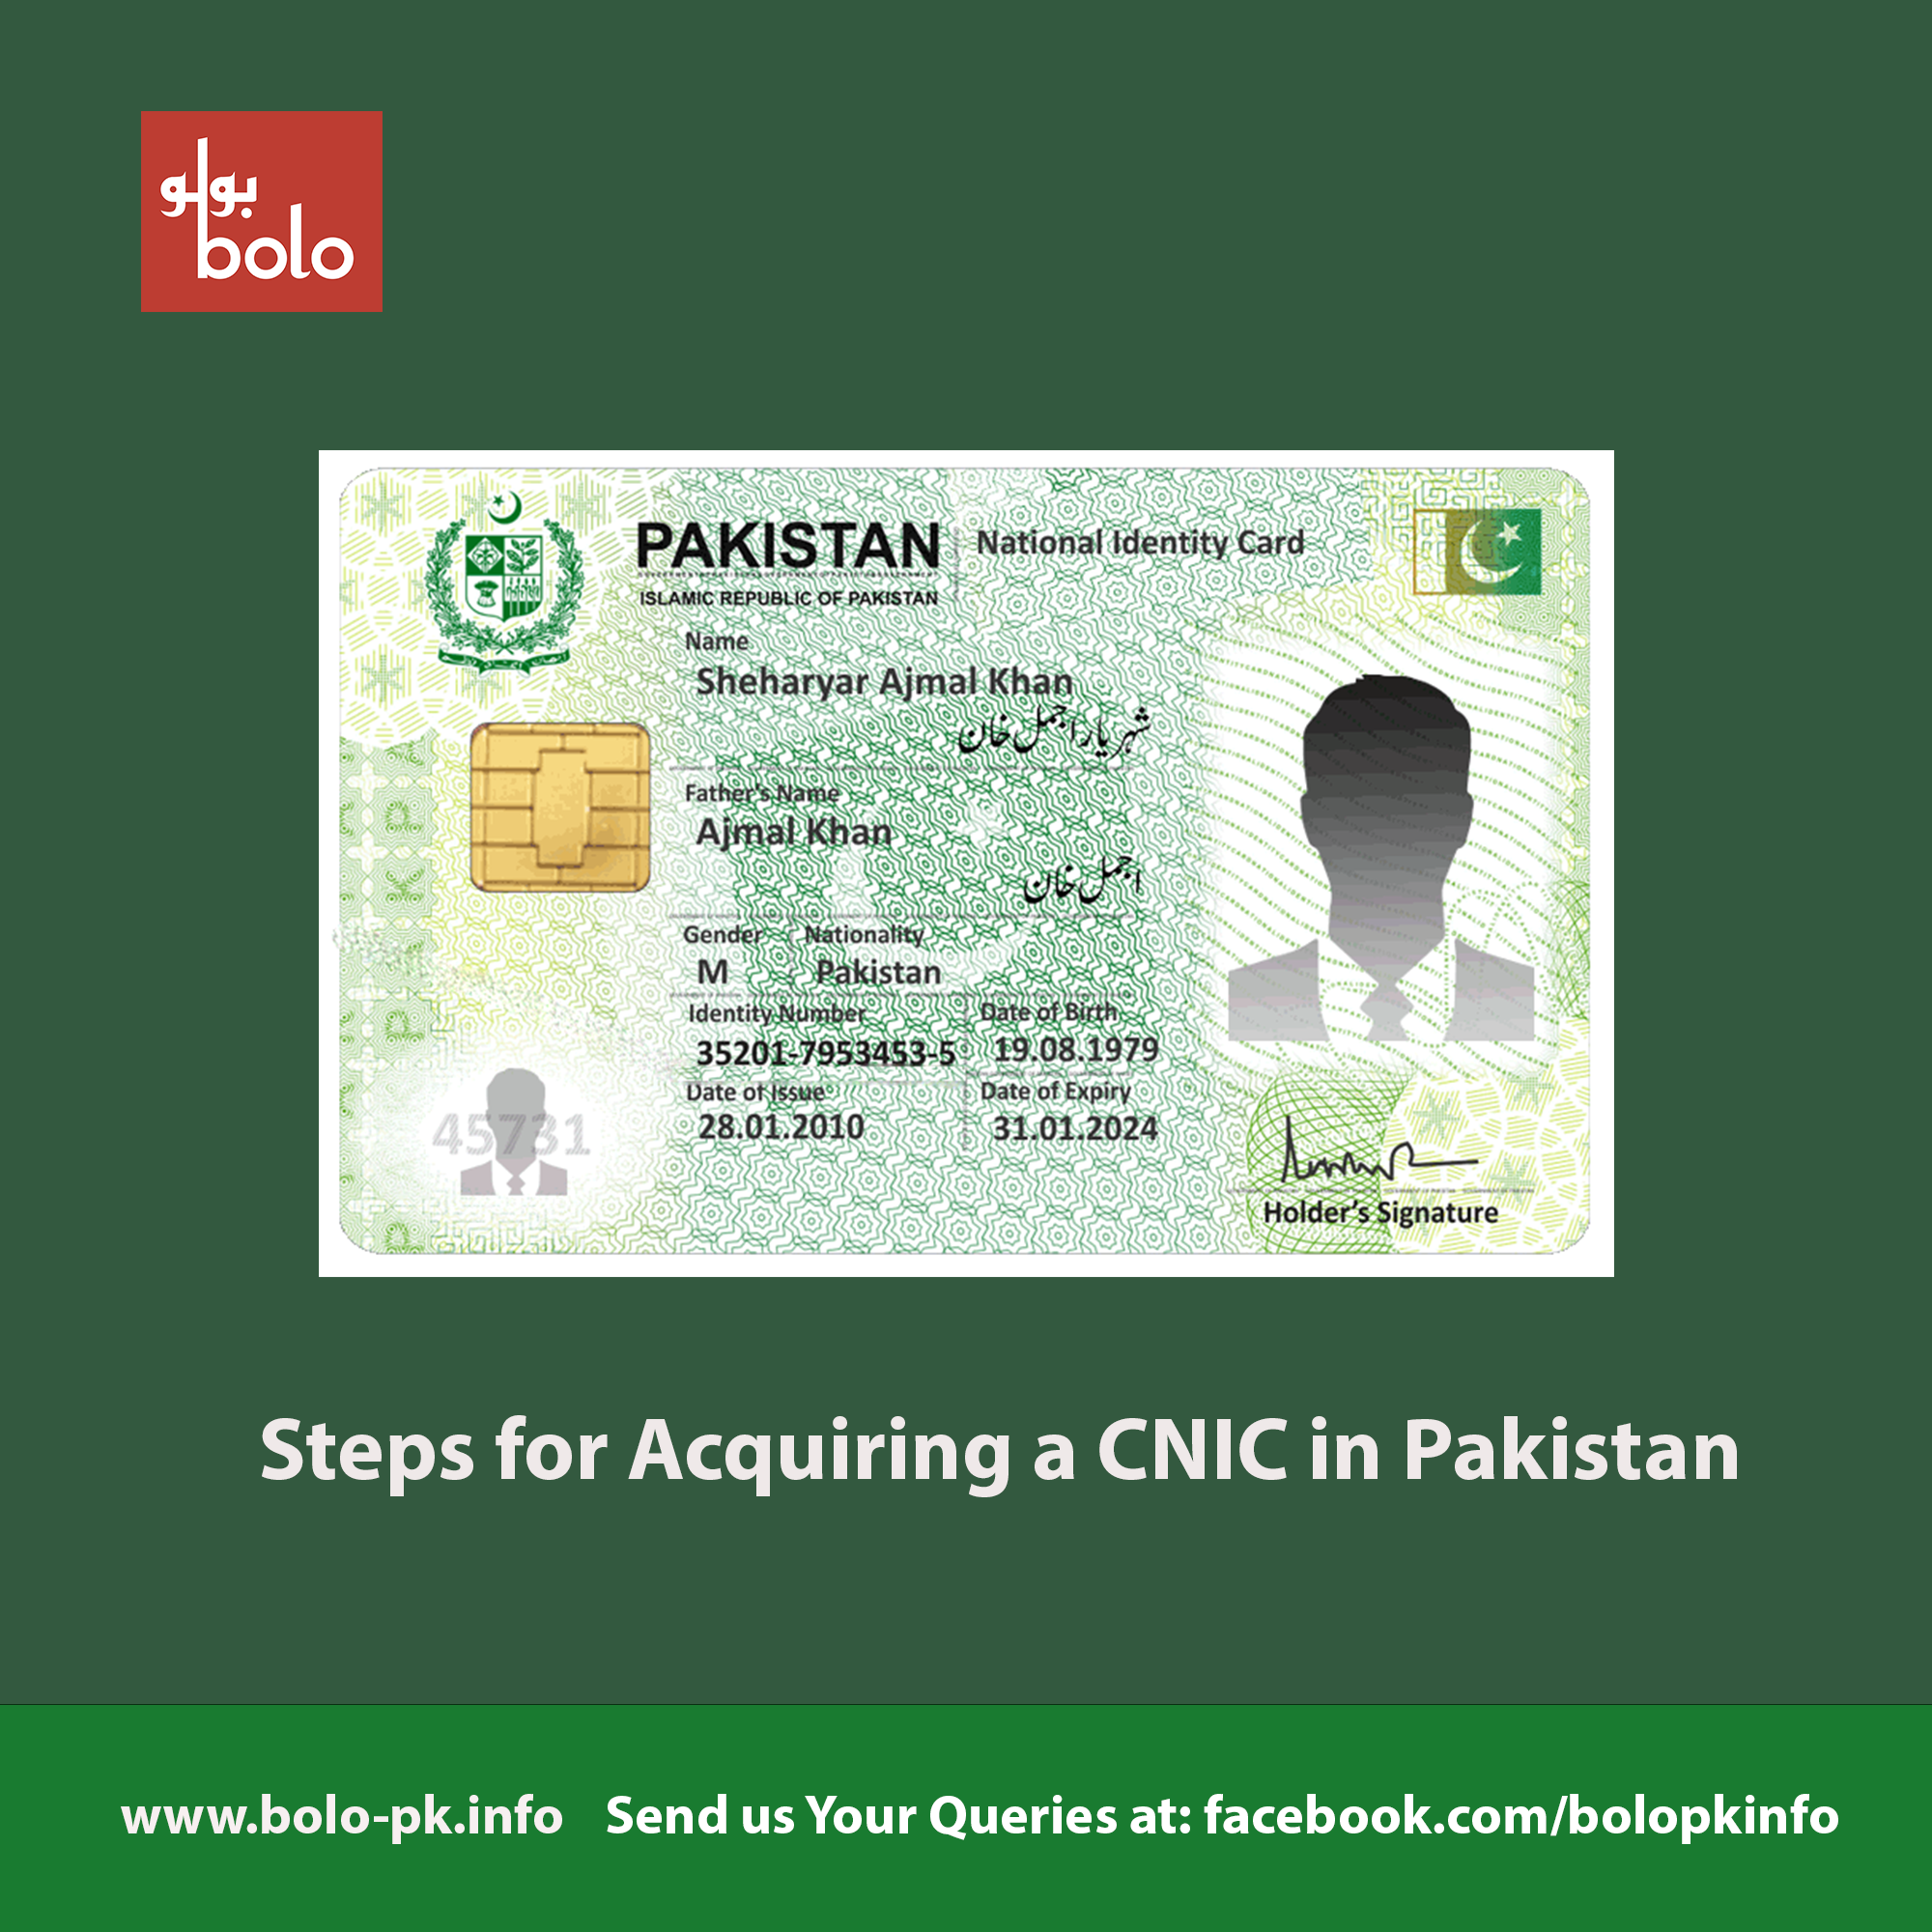 بولو
bolo
PAKISTAN National Identity Card
ISLAMIC REPUBLIC OF PAKISTAN
Name
Sheharyar Ajmal Khan
شہریار اجمل خان
Father's Name
Ajmal Khan
اجمل خان
Gender Nationality
M Pakistan
Identity Number Date of Birth
35201-7953453-5 19.08.1979
Date of Issue Date of Expiry
28.01.2010 31.01.2024
45731
Holder's Signature
Steps for Acquiring a CNIC in Pakistan
www.bolo-pk.info Send us Your Queries at: facebook.com/bolopkinfo